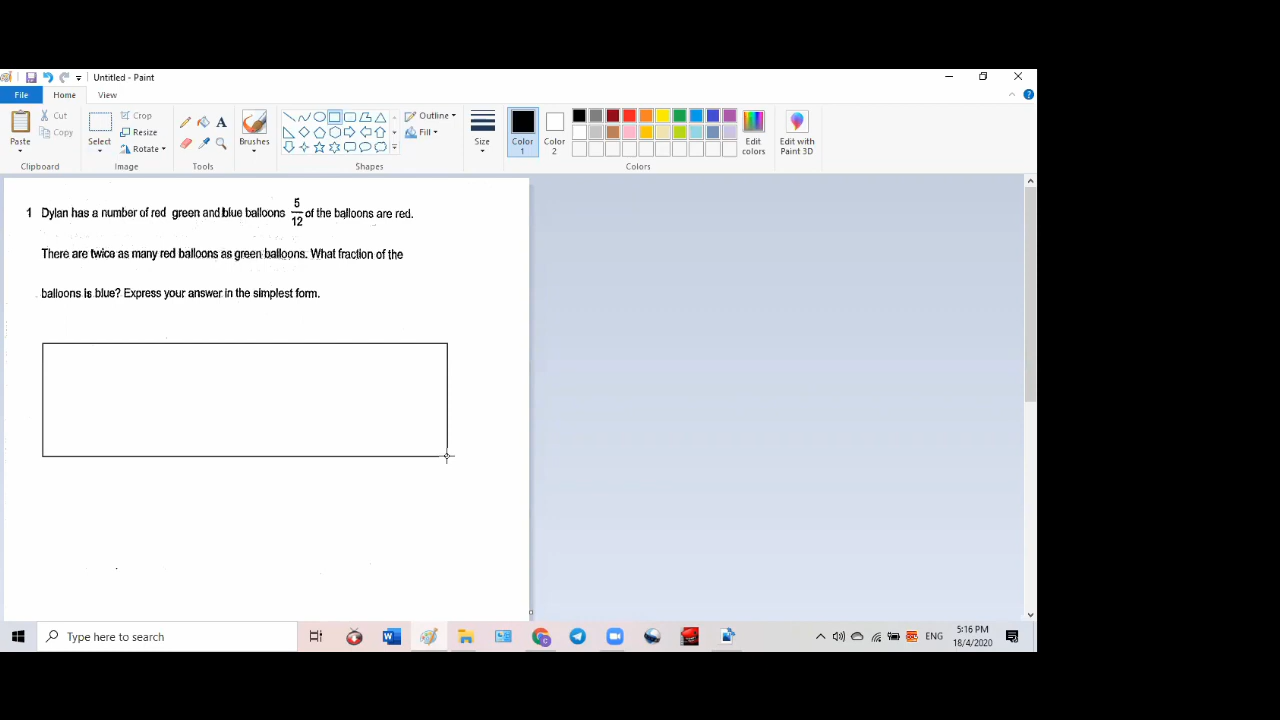 Untitled - Paint
File Home View
Paste
Cut
Copy
Clipboard
Select
Crop
Resize
Rotate
Image
Tools
Brushes
Shapes
Outline
Fill
Size
Color 1
Color 2
Colors
Edit colors
Edit with Paint 3D
1 Dylan has a number of red green and blue balloons 5/12 of the balloons are red.
There are twice as many red balloons as green balloons. What fraction of the
balloons is blue? Express your answer in the simplest form.
Type here to search
ENG
5:16 PM
18/4/2020